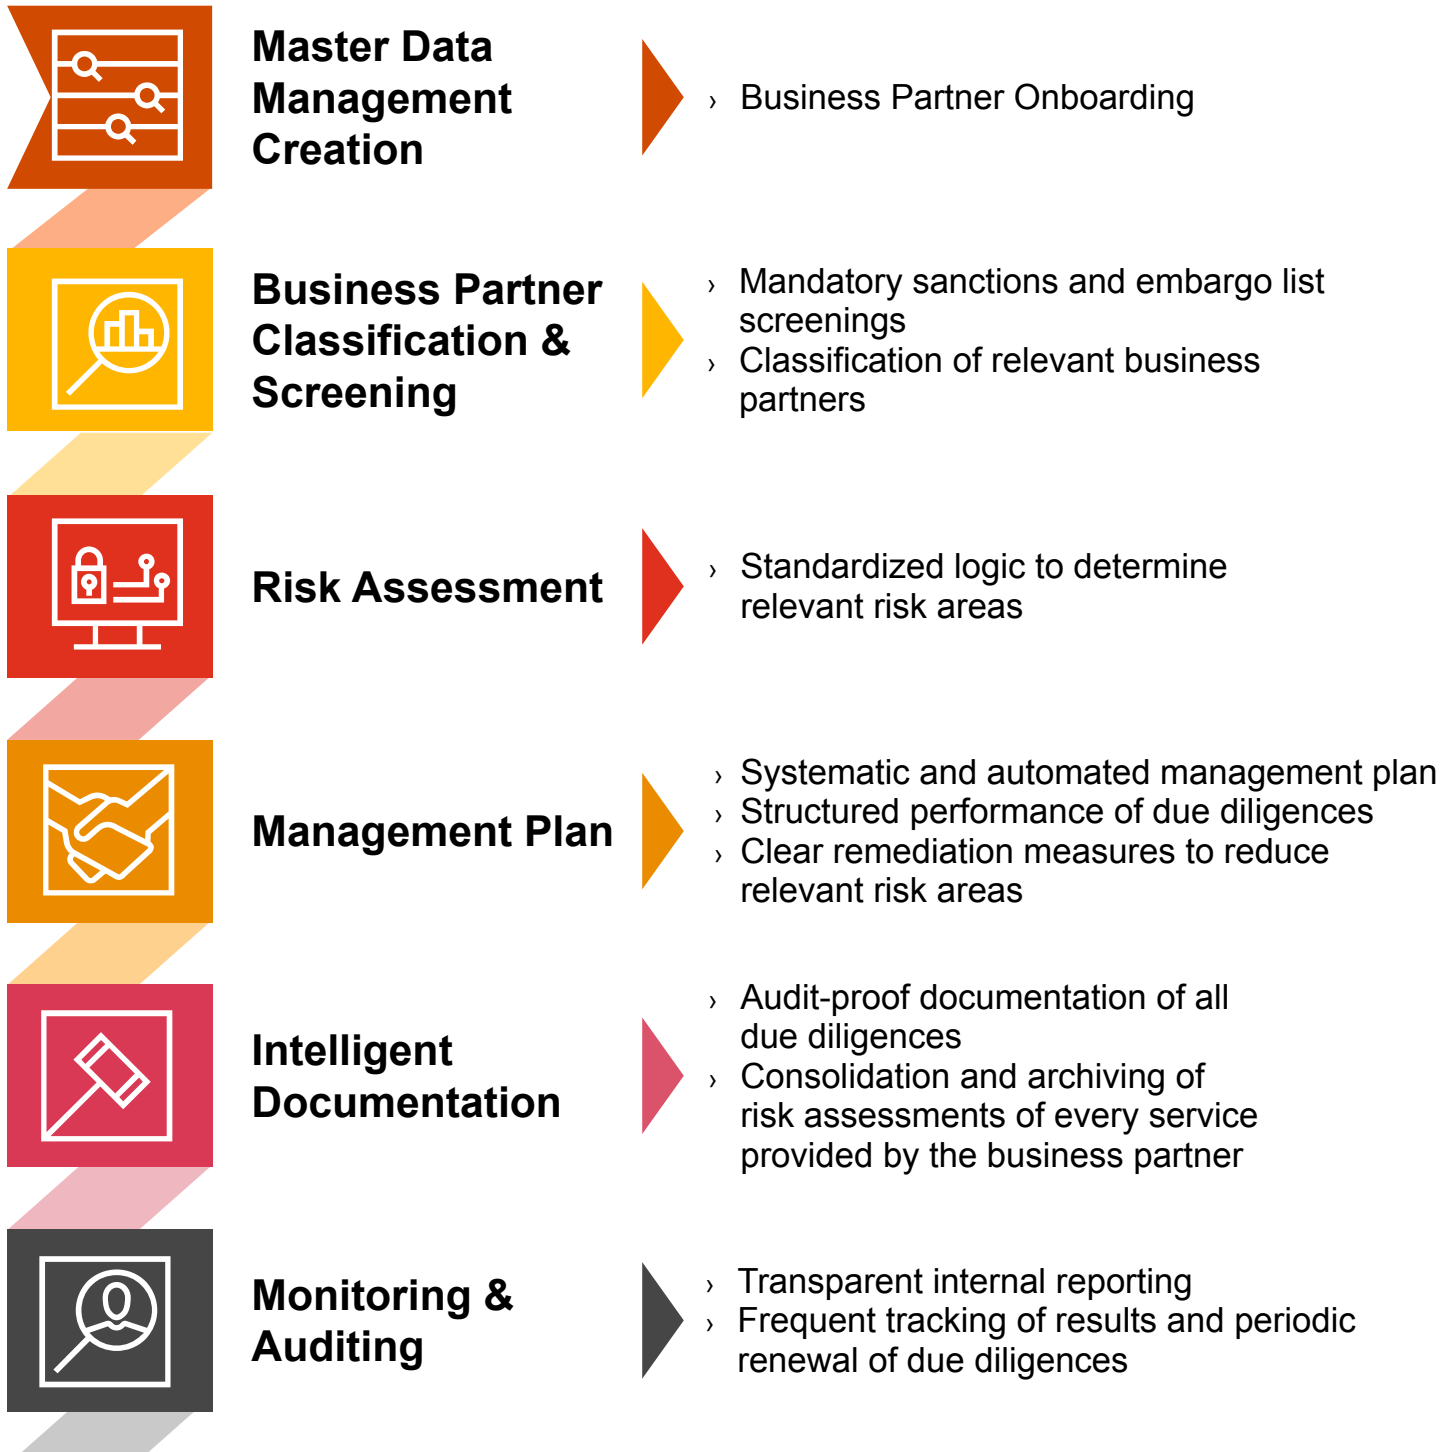 Master Data
Management
Creation
› Business Partner Onboarding
Business Partner
Classification &
Screening
› Mandatory sanctions and embargo list
screenings
› Classification of relevant business
partners
Risk Assessment
› Standardized logic to determine
relevant risk areas
Management Plan
› Systematic and automated management plan
› Structured performance of due diligences
› Clear remediation measures to reduce
relevant risk areas
Intelligent
Documentation
› Audit-proof documentation of all
due diligences
› Consolidation and archiving of
risk assessments of every service
provided by the business partner
Monitoring &
Auditing
› Transparent internal reporting
› Frequent tracking of results and periodic
renewal of due diligences